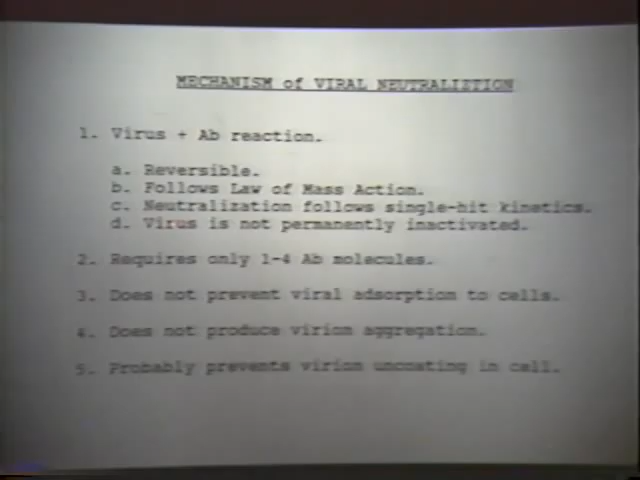 MECHANISM of VIRAL NEUTRALIZTION
1. Virus + Ab reaction.
a. Reversible.
b. Follows Law of Mass Action.
c. Neutralization follows single-hit kinetics.
d. Virus is not permanently inactivated.
2. Requires only 1-4 Ab molecules.
3. Does not prevent viral adsorption to cells.
4. Does not produce virion aggregation.
5. Probably prevents virion uncoating in cell.